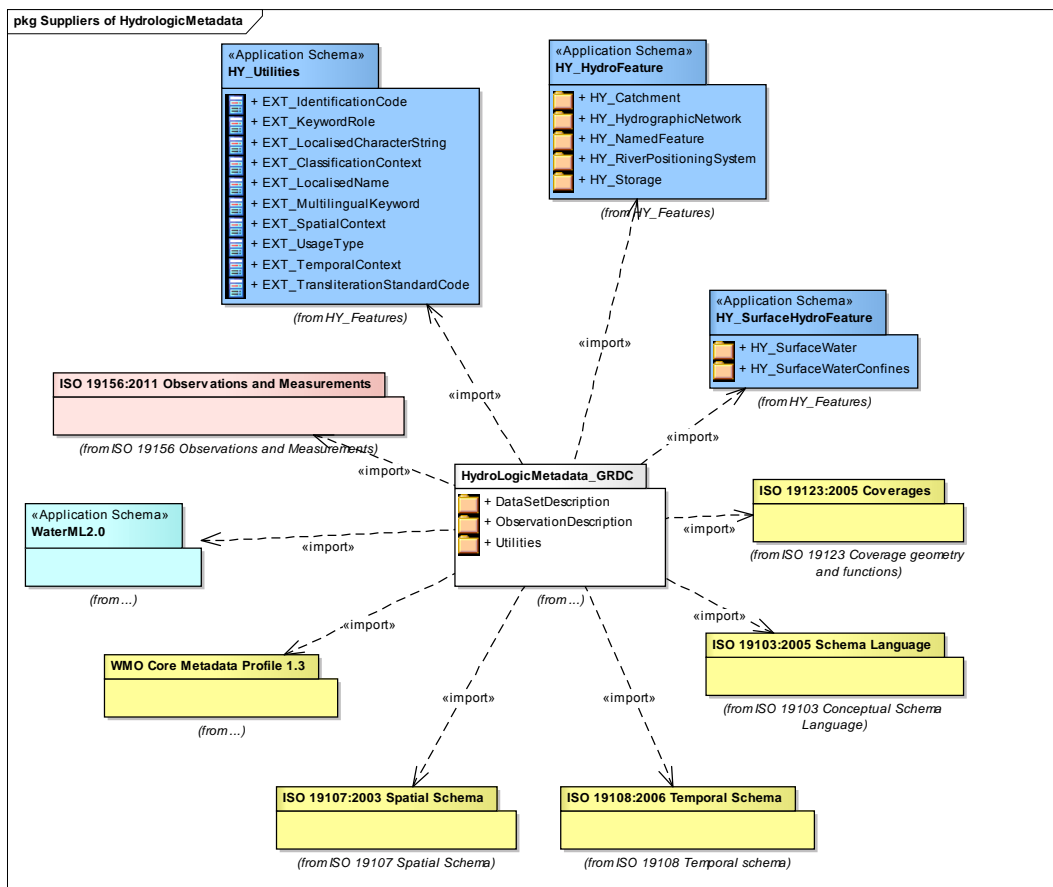 pkg Suppliers of HydrologicMetadata
«Application Schema»
HY_Utilities
+ EXT_IdentificationCode
+ EXT_KeywordRole
+ EXT_LocalisedCharacterString
+ EXT_ClassificationContext
+ EXT_LocalisedName
+ EXT_MultilingualKeyword
+ EXT_SpatialContext
+ EXT_UsageType
+ EXT_TemporalContext
+ EXT_TransliterationStandardCode
(from HY_Features)
«Application Schema»
HY_HydroFeature
+ HY_Catchment
+ HY_HydrographicNetwork
+ HY_NamedFeature
+ HY_RiverPositioningSystem
+ HY_Storage
(from HY_Features)
«Application Schema»
HY_SurfaceHydroFeature
+ HY_SurfaceWater
+ HY_SurfaceWaterConfines
(from HY_Features)
«import»
«import»
«import»
ISO 19156:2011 Observations and Measurements
(from ISO 19156 Observations and Measurements)
«import»
HydroLogicMetadata_GRDC
+ DataSetDescription
+ ObservationDescription
+ Utilities
(from ...)
ISO 19123:2005 Coverages
(from ISO 19123 Coverage geometry
and functions)
«import»
«Application Schema»
WaterML2.0
(from ...)
«import»
WMO Core Metadata Profile 1.3
(from ...)
«import»
ISO 19103:2005 Schema Language
(from ISO 19103 Conceptual Schema
Language)
«import»
«import»
«import»
ISO 19107:2003 Spatial Schema
(from ISO 19107 Spatial Schema)
ISO 19108:2006 Temporal Schema
(from ISO 19108 Temporal schema)